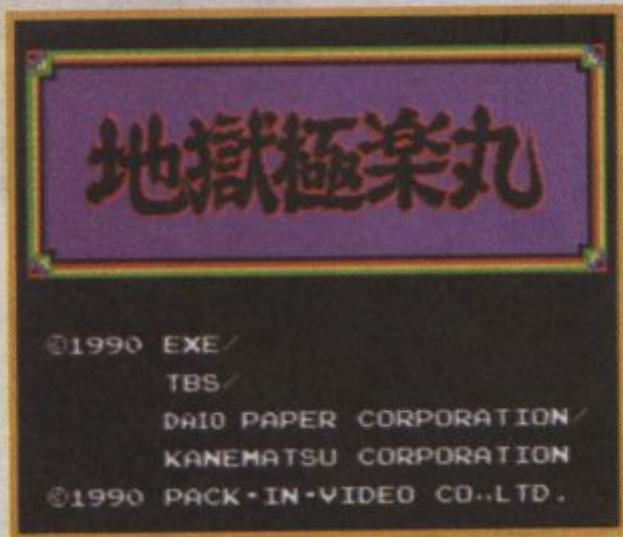 地獄極楽丸
©1990 EXE/
TBS/
DAIO PAPER CORPORATION/
KANEMATSU CORPORATION
©1990 PACK-IN-VIDEO CO.,LTD.